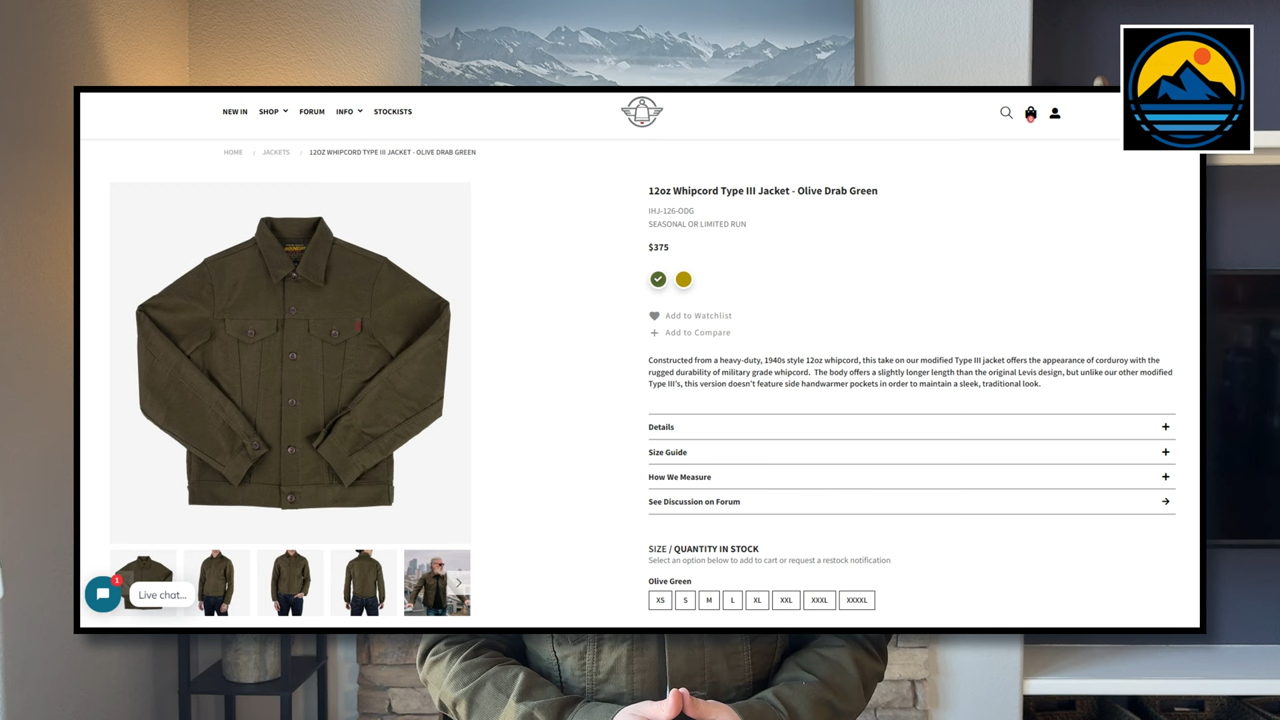 NEW IN SHOP FORUM INFO STOCKISTS
HOME / JACKETS / 12OZ WHIPCORD TYPE III JACKET - OLIVE DRAB GREEN
12oz Whipcord Type III Jacket - Olive Drab Green
IHJ-126-ODG
SEASONAL OR LIMITED RUN
$375
Add to Watchlist
Add to Compare
Constructed from a heavy-duty, 1940s style 12oz whipcord, this take on our modified Type III jacket offers the appearance of corduroy with the
rugged durability of military grade whipcord. The body offers a slightly longer length than the original Levis design, but unlike our other modified
Type III's, this version doesn't feature side handwarmer pockets in order to maintain a sleek, traditional look.
Details
Size Guide
How We Measure
See Discussion on Forum
SIZE / QUANTITY IN STOCK
Select an option below to add to cart or request a restock notification
Olive Green
XS S M L XL XXL XXXL XXXXL
1
Live chat...